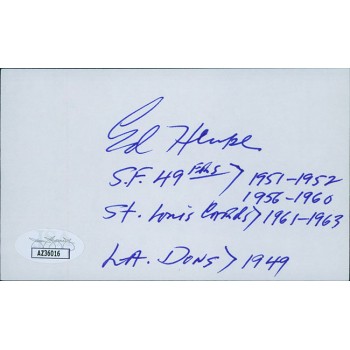 Ed Henke
S.F. 49ERS > 1951-1952
1956-1960
St. Louis Cards > 1961-1963
L.A. DONS > 1949
AZ36016